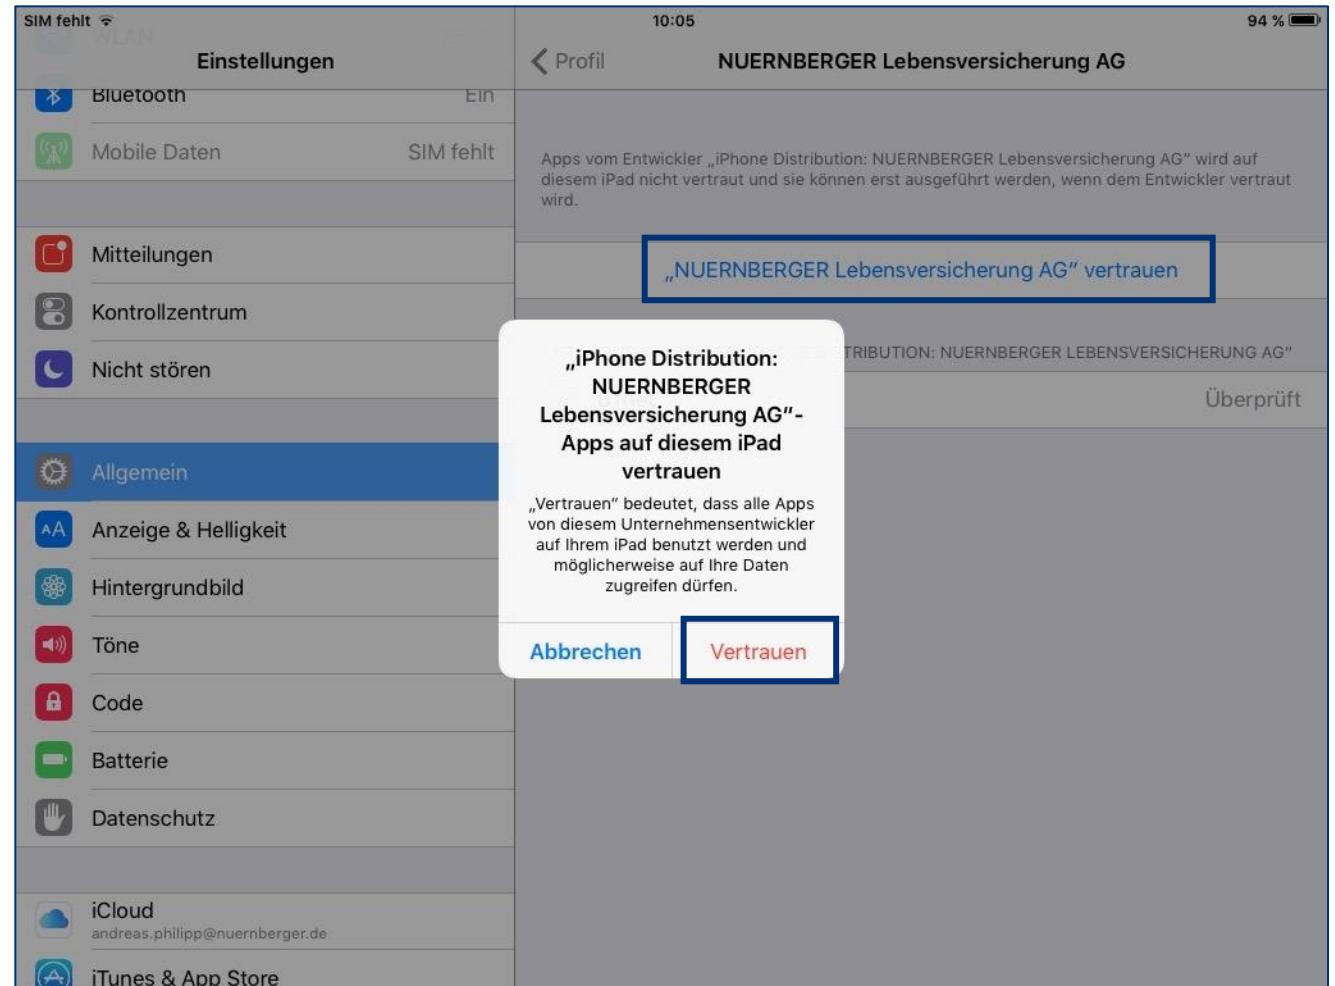 SIM fehlt
10:05
94 %
Einstellungen
Profil
NUERNBERGER Lebensversicherung AG
WLAN
Bluetooth
Ein
Mobile Daten
SIM fehlt
Mitteilungen
Kontrollzentrum
Nicht stören
Allgemein
AA
Anzeige & Helligkeit
Hintergrundbild
Töne
Code
Batterie
Datenschutz
iCloud
andreas.philipp@nuernberger.de
iTunes & App Store
Apps vom Entwickler „iPhone Distribution: NUERNBERGER Lebensversicherung AG“ wird auf
diesem iPad nicht vertraut und sie können erst ausgeführt werden, wenn dem Entwickler vertraut
wird.
„NUERNBERGER Lebensversicherung AG“ vertrauen
TRIBUTION: NUERNBERGER LEBENSVERSICHERUNG AG“
Überprüft
„iPhone Distribution:
NUERNBERGER
Lebensversicherung AG“-
Apps auf diesem iPad
vertrauen
„Vertrauen“ bedeutet, dass alle Apps
von diesem Unternehmensentwickler
auf Ihrem iPad benutzt werden und
möglicherweise auf Ihre Daten
zugreifen dürfen.
Abbrechen
Vertrauen